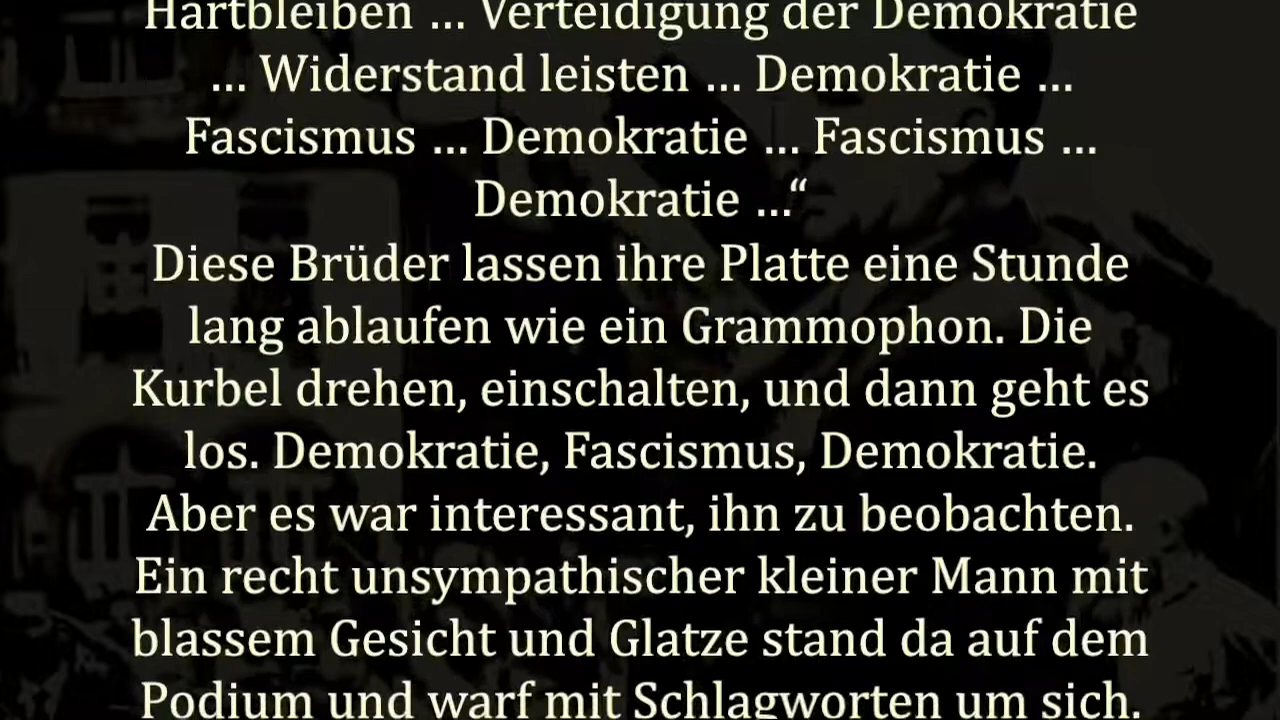 Hartbleiben … Verteidigung der Demokratie
… Widerstand leisten … Demokratie …
Fascismus … Demokratie … Fascismus …
Demokratie …“
Diese Brüder lassen ihre Platte eine Stunde
lang ablaufen wie ein Grammophon. Die
Kurbel drehen, einschalten, und dann geht es
los. Demokratie, Fascismus, Demokratie.
Aber es war interessant, ihn zu beobachten.
Ein recht unsympathischer kleiner Mann mit
blassem Gesicht und Glatze stand da auf dem
Podium und warf mit Schlagworten um sich.